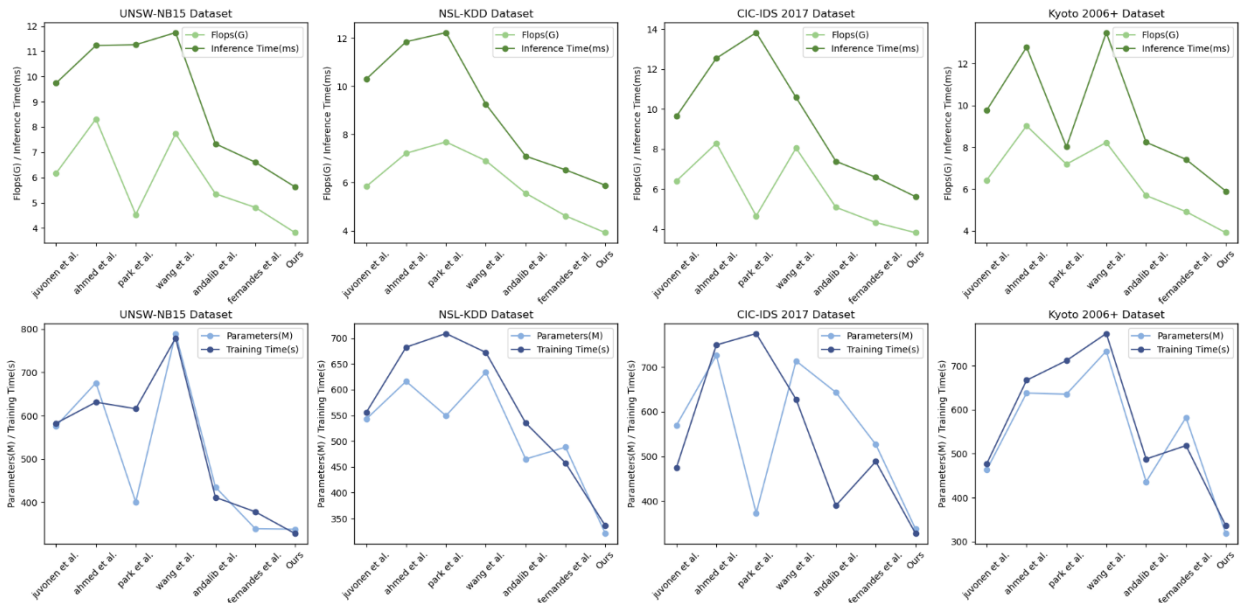 UNSW-NB15 Dataset
Flops(G)
Inference Time(ms)
12
11
10
9
8
7
6
5
4
Flops(G) / Inference Time(ms)
juvonen et al.
ahmed et al.
park et al.
wang et al.
andalib et al.
fernandes et al.
Ours
NSL-KDD Dataset
Flops(G)
Inference Time(ms)
12
10
8
6
4
Flops(G) / Inference Time(ms)
juvonen et al.
ahmed et al.
park et al.
wang et al.
andalib et al.
fernandes et al.
Ours
CIC-IDS 2017 Dataset
Flops(G)
Inference Time(ms)
14
12
10
8
6
4
Flops(G) / Inference Time(ms)
juvonen et al.
ahmed et al.
park et al.
wang et al.
andalib et al.
fernandes et al.
Ours
Kyoto 2006+ Dataset
Flops(G)
Inference Time(ms)
12
10
8
6
4
Flops(G) / Inference Time(ms)
juvonen et al.
ahmed et al.
park et al.
wang et al.
andalib et al.
fernandes et al.
Ours
UNSW-NB15 Dataset
Parameters(M)
Training Time(s)
800
700
600
500
400
Parameters(M) / Training Time(s)
juvonen et al.
ahmed et al.
park et al.
wang et al.
andalib et al.
fernandes et al.
Ours
NSL-KDD Dataset
Parameters(M)
Training Time(s)
700
650
600
550
500
450
400
350
Parameters(M) / Training Time(s)
juvonen et al.
ahmed et al.
park et al.
wang et al.
andalib et al.
fernandes et al.
Ours
CIC-IDS 2017 Dataset
Parameters(M)
Training Time(s)
700
600
500
400
Parameters(M) / Training Time(s)
juvonen et al.
ahmed et al.
park et al.
wang et al.
andalib et al.
fernandes et al.
Ours
Kyoto 2006+ Dataset
Parameters(M)
Training Time(s)
700
600
500
400
300
Parameters(M) / Training Time(s)
juvonen et al.
ahmed et al.
park et al.
wang et al.
andalib et al.
fernandes et al.
Ours